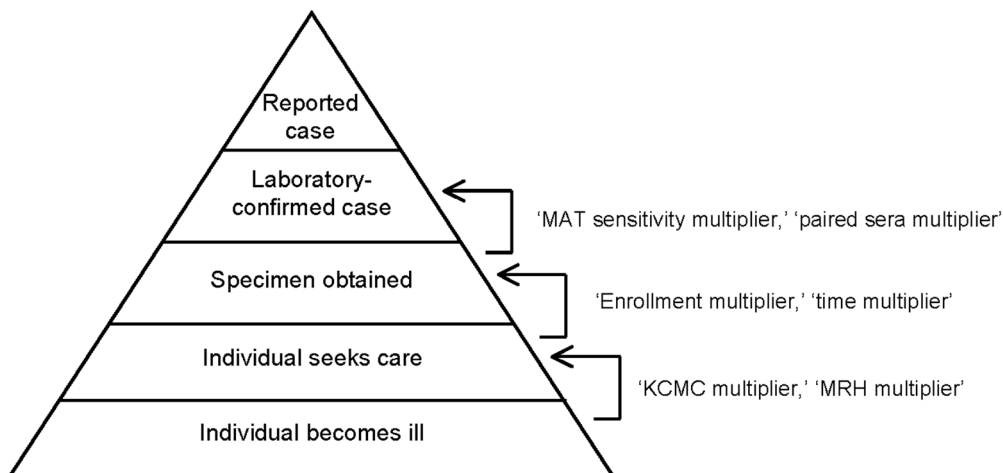 Reported
case
Laboratory-
confirmed case
‘MAT sensitivity multiplier,’ ‘paired sera multiplier’
Specimen obtained
‘Enrollment multiplier,’ ‘time multiplier’
Individual seeks care
‘KCMC multiplier,’ ‘MRH multiplier’
Individual becomes ill